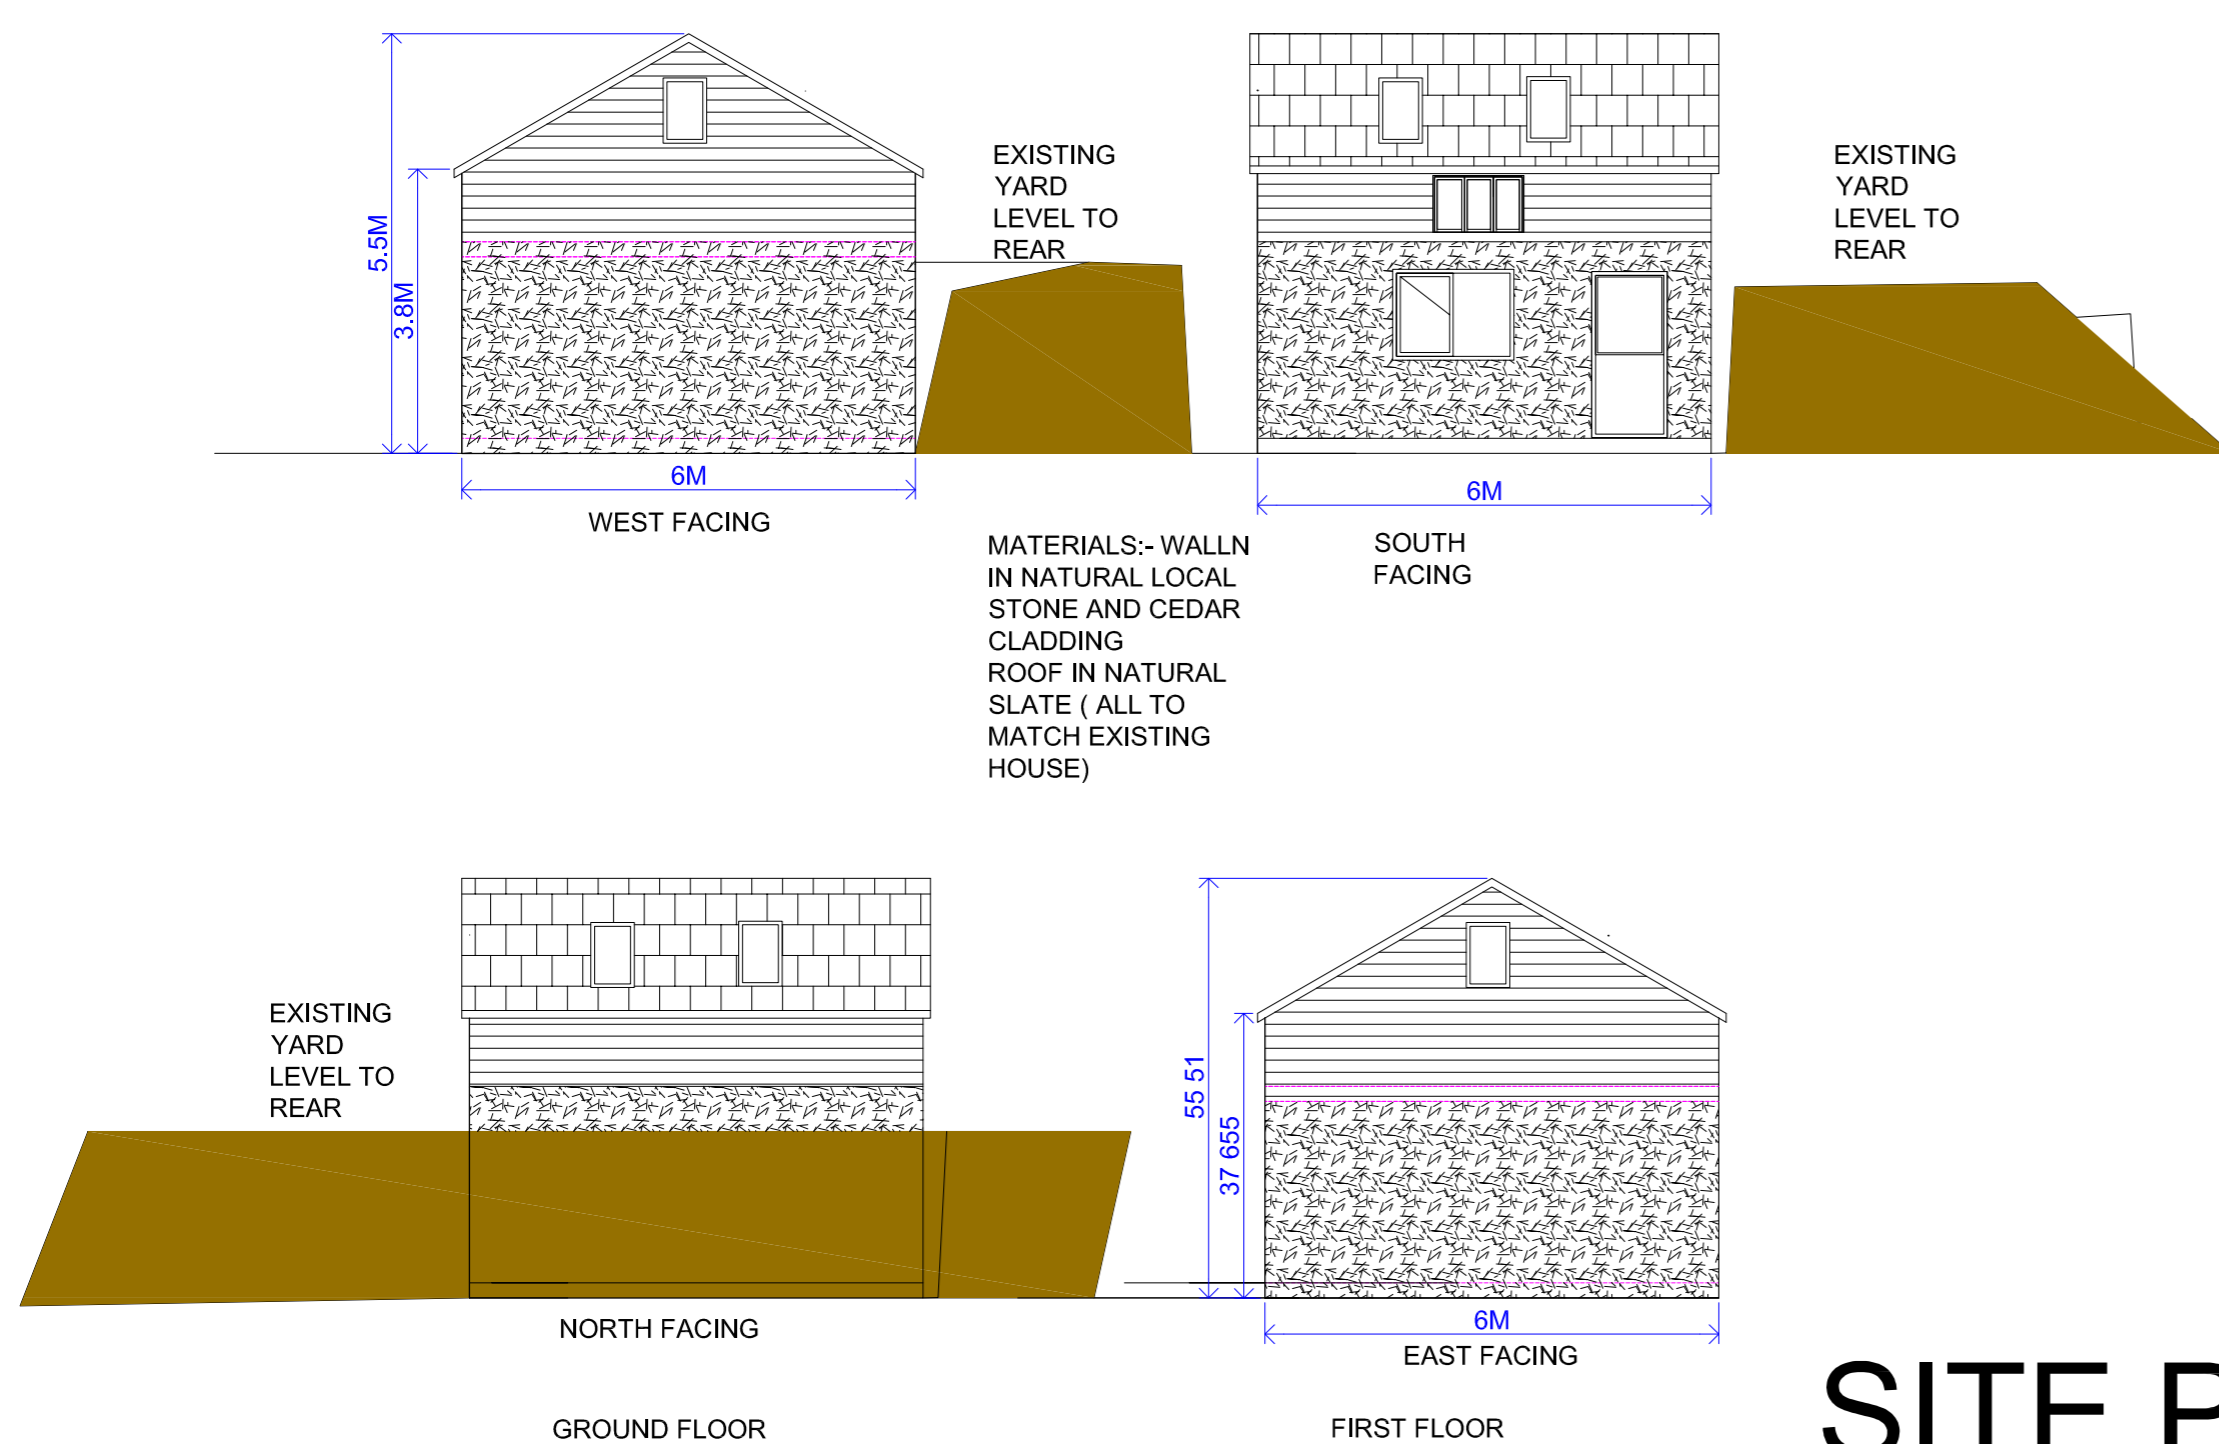 5.5M
3.8M
6M
WEST FACING
EXISTING
YARD
LEVEL TO
REAR
6M
SOUTH
FACING
EXISTING
YARD
LEVEL TO
REAR
MATERIALS:- WALLN
IN NATURAL LOCAL
STONE AND CEDAR
CLADDING
ROOF IN NATURAL
SLATE ( ALL TO
MATCH EXISTING
HOUSE)
EXISTING
YARD
LEVEL TO
REAR
NORTH FACING
55 51
37 655
6M
EAST FACING
GROUND FLOOR
FIRST FLOOR
SITE